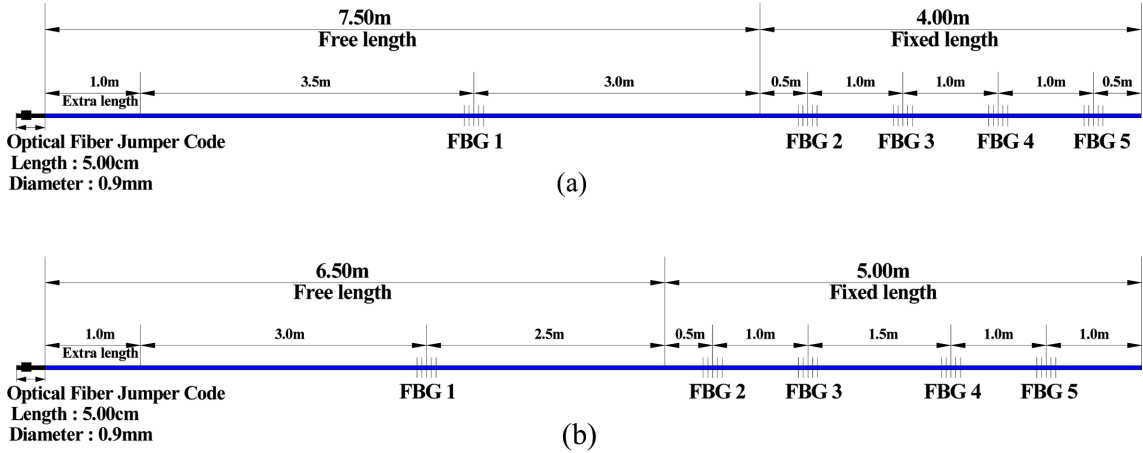 7.50m 4.00m
Free length Fixed length
1.0m 3.5m 3.0m 0.5m 1.0m 1.0m 1.0m 0.5m
Extra length
Optical Fiber Jumper Code FBG 1 FBG 2 FBG 3 FBG 4 FBG 5
Length : 5.00cm
Diameter : 0.9mm
(a)
6.50m 5.00m
Free length Fixed length
1.0m 3.0m 2.5m 0.5m 1.0m 1.5m 1.0m 1.0m
Extra length
Optical Fiber Jumper Code FBG 1 FBG 2 FBG 3 FBG 4 FBG 5
Length : 5.00cm
Diameter : 0.9mm
(b)